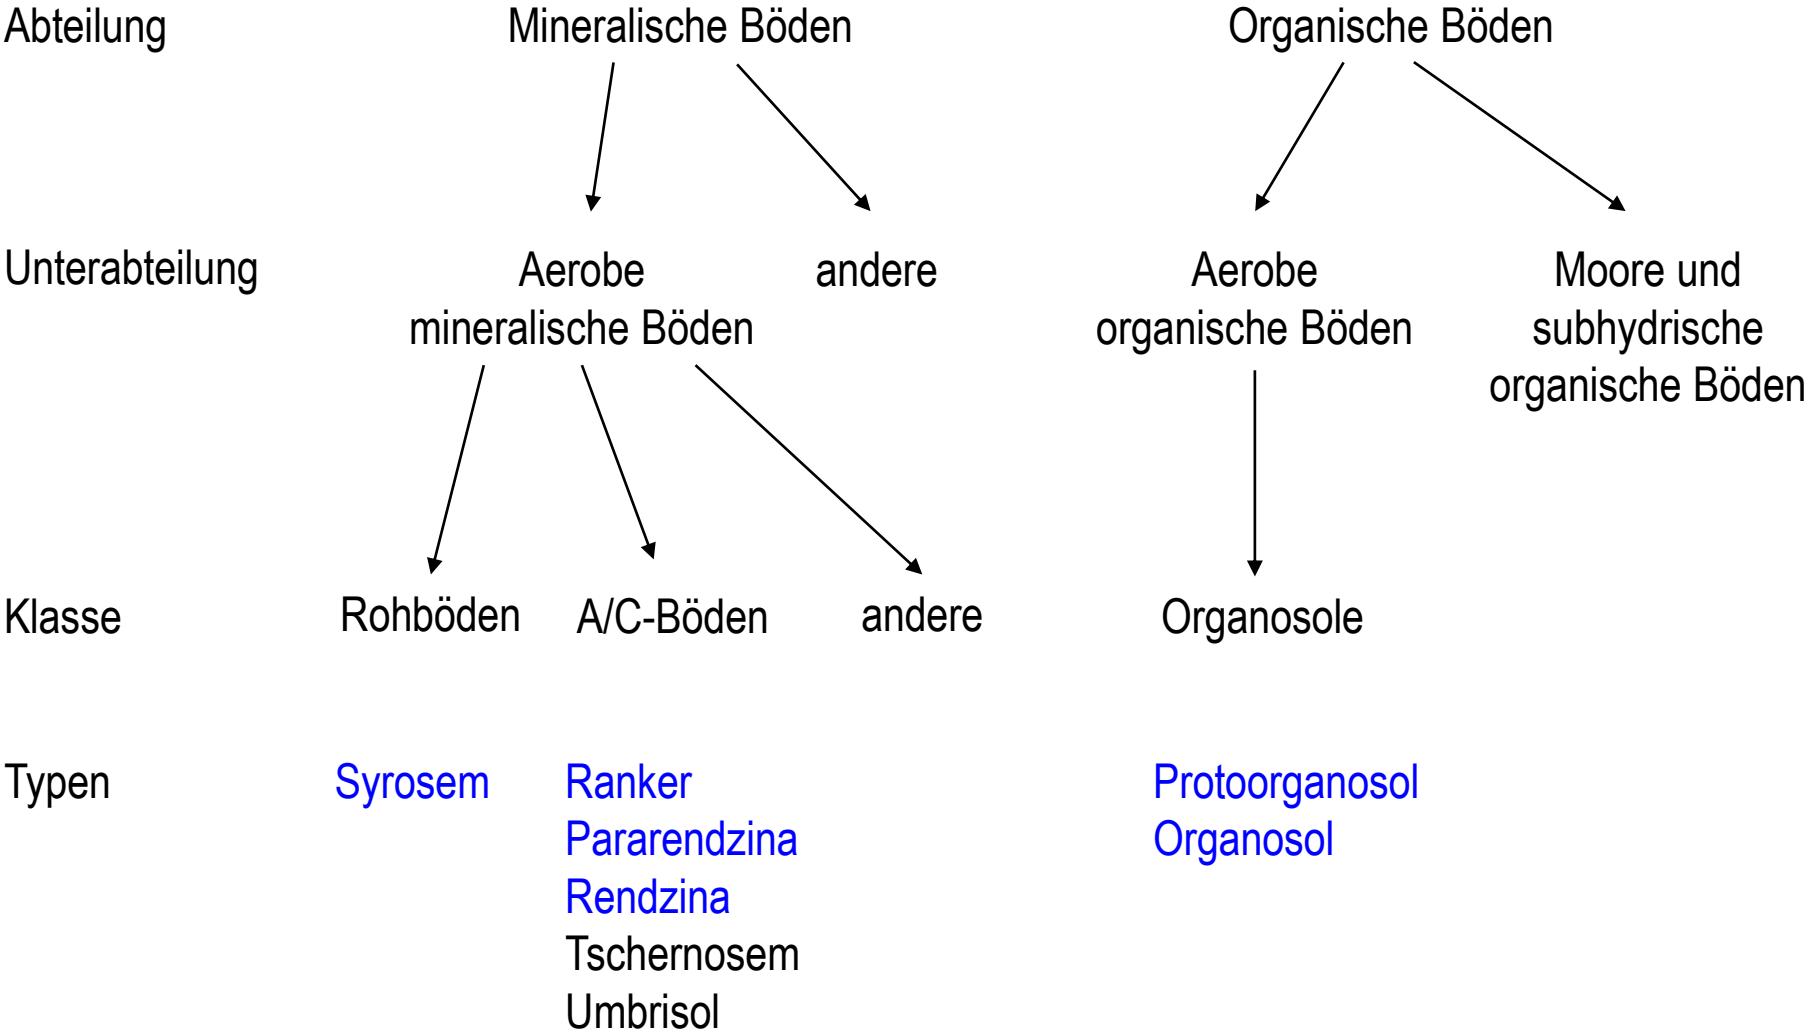 Abteilung
Mineralische Böden
Organische Böden
Unterabteilung
Aerobe
mineralische Böden
andere
Aerobe
organische Böden
Moore und
subhydrische
organische Böden
Klasse
Rohböden
A/C-Böden
andere
Organosole
Typen
Syrosem
Ranker
Pararendzina
Rendzina
Tschernosem
Umbrisol
Protoorganosol
Organosol